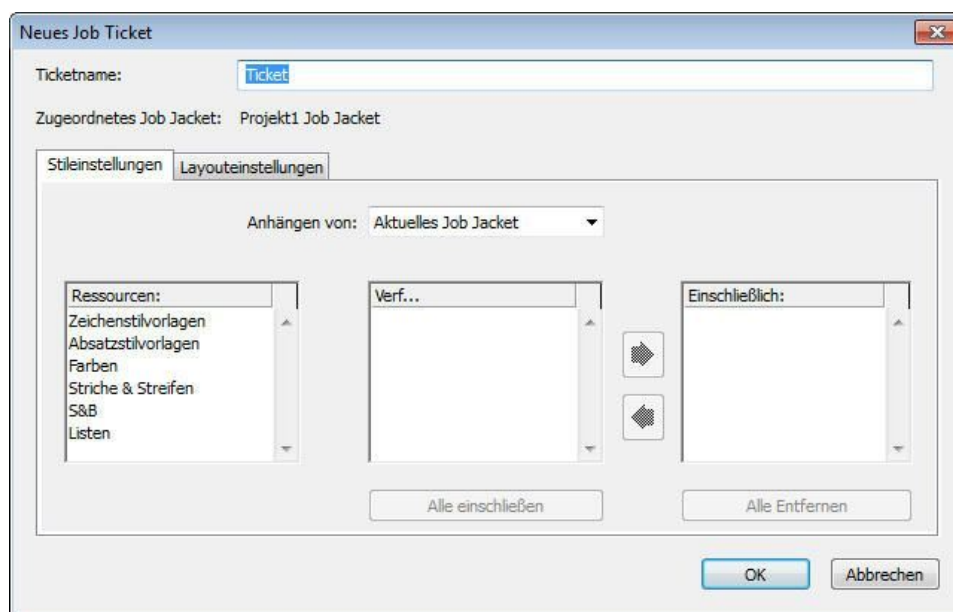 Neues Job Ticket
Ticketname: Ticket
Zugeordnetes Job Jacket: Projekt1 Job Jacket
Stileinstellungen Layouteinstellungen
Anhängen von: Aktuelles Job Jacket
Ressourcen: Verf... Einschließlich:
Zeichenstilvorlagen
Absatzstilvorlagen
Farben
Striche & Streifen
S&B
Listen
Alle einschließen Alle Entfernen
OK Abbrechen